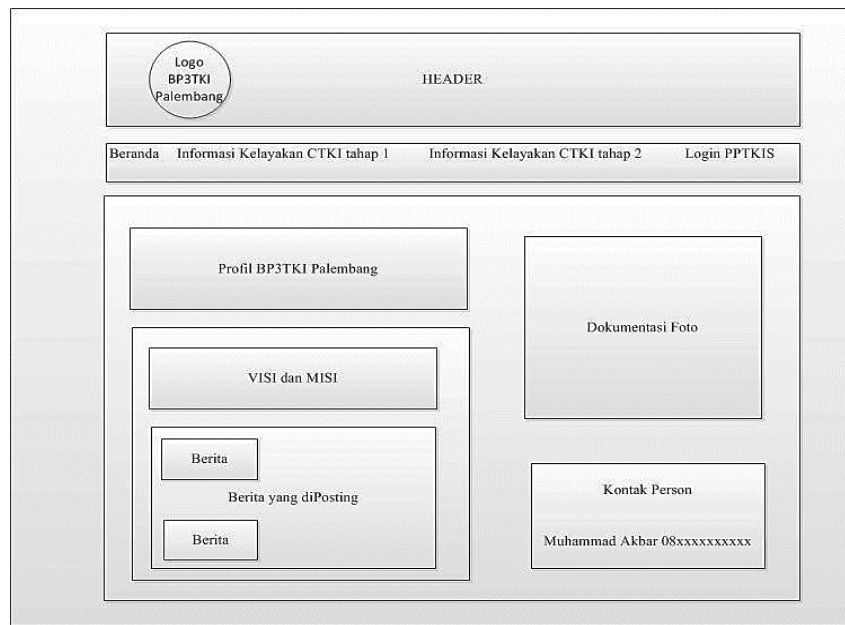 Logo
BP3TKI
Palembang
HEADER
Beranda Informasi Kelayakan CTKI tahap 1 Informasi Kelayakan CTKI tahap 2 Login PPTKIS
Profil BP3TKI Palembang
VISI dan MISI
Berita
Berita yang diPosting
Berita
Dokumentasi Foto
Kontak Person
Muhammad Akbar 08xxxxxxxxxx